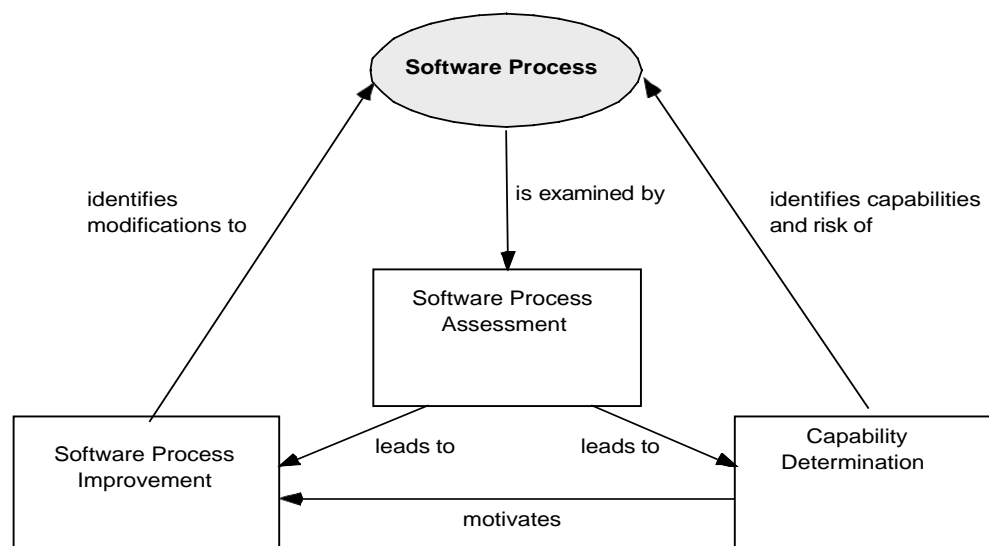 Software Process
identifies
modifications to
is examined by
identifies capabilities
and risk of
Software Process
Assessment
leads to
leads to
Software Process
Improvement
Capability
Determination
motivates